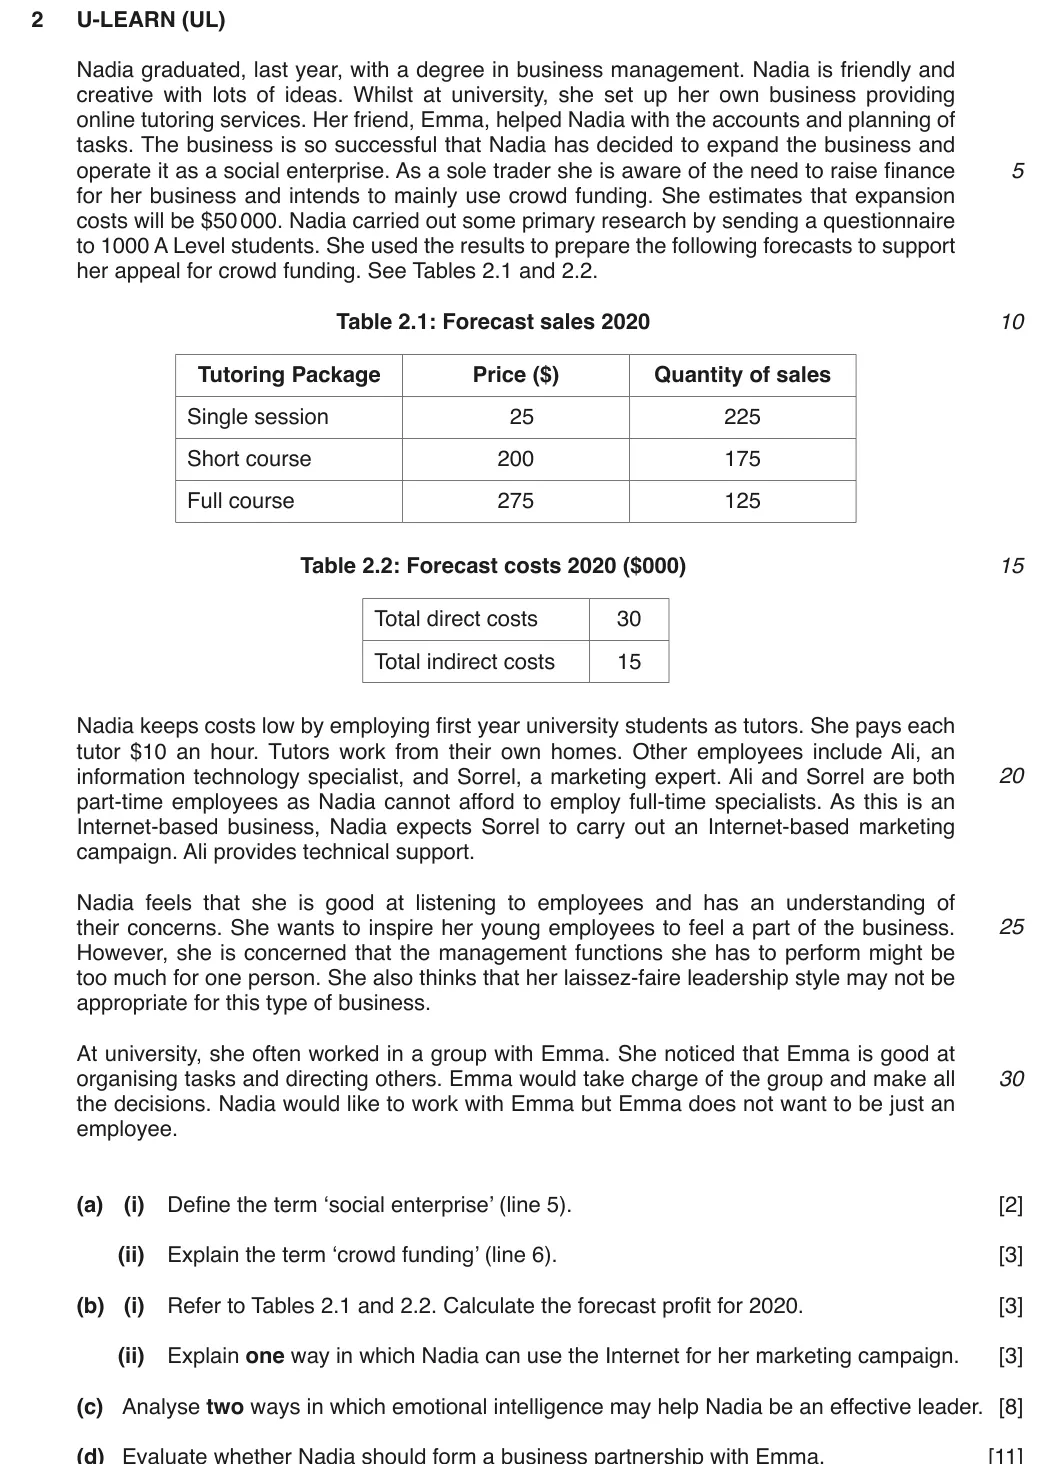 2 U-LEARN (UL)
Nadia graduated, last year, with a degree in business management. Nadia is friendly and
creative with lots of ideas. Whilst at university, she set up her own business providing
online tutoring services. Her friend, Emma, helped Nadia with the accounts and planning of
tasks. The business is so successful that Nadia has decided to expand the business and
operate it as a social enterprise. As a sole trader she is aware of the need to raise finance 5
for her business and intends to mainly use crowd funding. She estimates that expansion
costs will be $50 000. Nadia carried out some primary research by sending a questionnaire
to 1000 A Level students. She used the results to prepare the following forecasts to support
her appeal for crowd funding. See Tables 2.1 and 2.2.
Table 2.1: Forecast sales 2020 10
Tutoring Package Price ($) Quantity of sales
Single session 25 225
Short course 200 175
Full course 275 125
Table 2.2: Forecast costs 2020 ($000) 15
Total direct costs 30
Total indirect costs 15
Nadia keeps costs low by employing first year university students as tutors. She pays each
tutor $10 an hour. Tutors work from their own homes. Other employees include Ali, an
information technology specialist, and Sorrel, a marketing expert. Ali and Sorrel are both 20
part-time employees as Nadia cannot afford to employ full-time specialists. As this is an
Internet-based business, Nadia expects Sorrel to carry out an Internet-based marketing
campaign. Ali provides technical support.
Nadia feels that she is good at listening to employees and has an understanding of
their concerns. She wants to inspire her young employees to feel a part of the business. 25
However, she is concerned that the management functions she has to perform might be
too much for one person. She also thinks that her laissez-faire leadership style may not be
appropriate for this type of business.
At university, she often worked in a group with Emma. She noticed that Emma is good at
organising tasks and directing others. Emma would take charge of the group and make all 30
the decisions. Nadia would like to work with Emma but Emma does not want to be just an
employee.
(a) (i) Define the term ‘social enterprise’ (line 5). [2]
(ii) Explain the term ‘crowd funding’ (line 6). [3]
(b) (i) Refer to Tables 2.1 and 2.2. Calculate the forecast profit for 2020. [3]
(ii) Explain one way in which Nadia can use the Internet for her marketing campaign. [3]
(c) Analyse two ways in which emotional intelligence may help Nadia be an effective leader. [8]
(d) Evaluate whether Nadia should form a business partnership with Emma. [11]